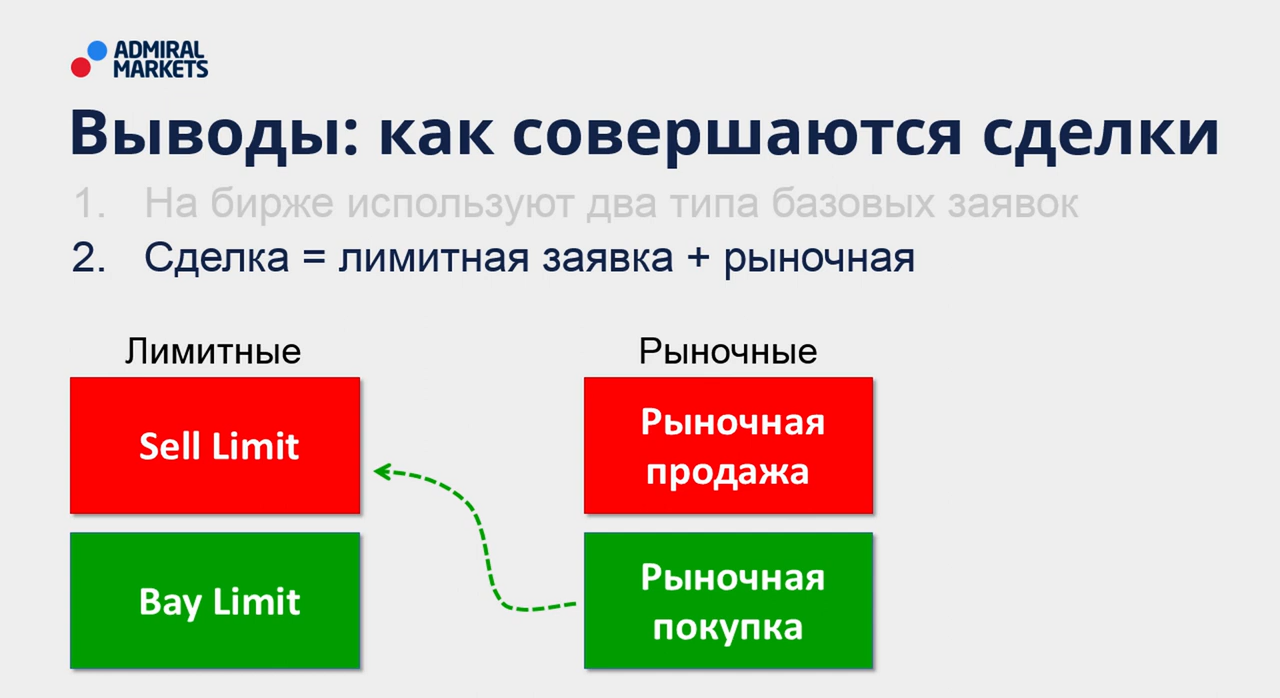 ADMIRAL
MARKETS
Выводы: как совершаются сделки
1. На бирже используют два типа базовых заявок
2. Сделка = лимитная заявка + рыночная
Лимитные
Рыночные
Sell Limit
Рыночная
продажа
Bay Limit
Рыночная
покупка